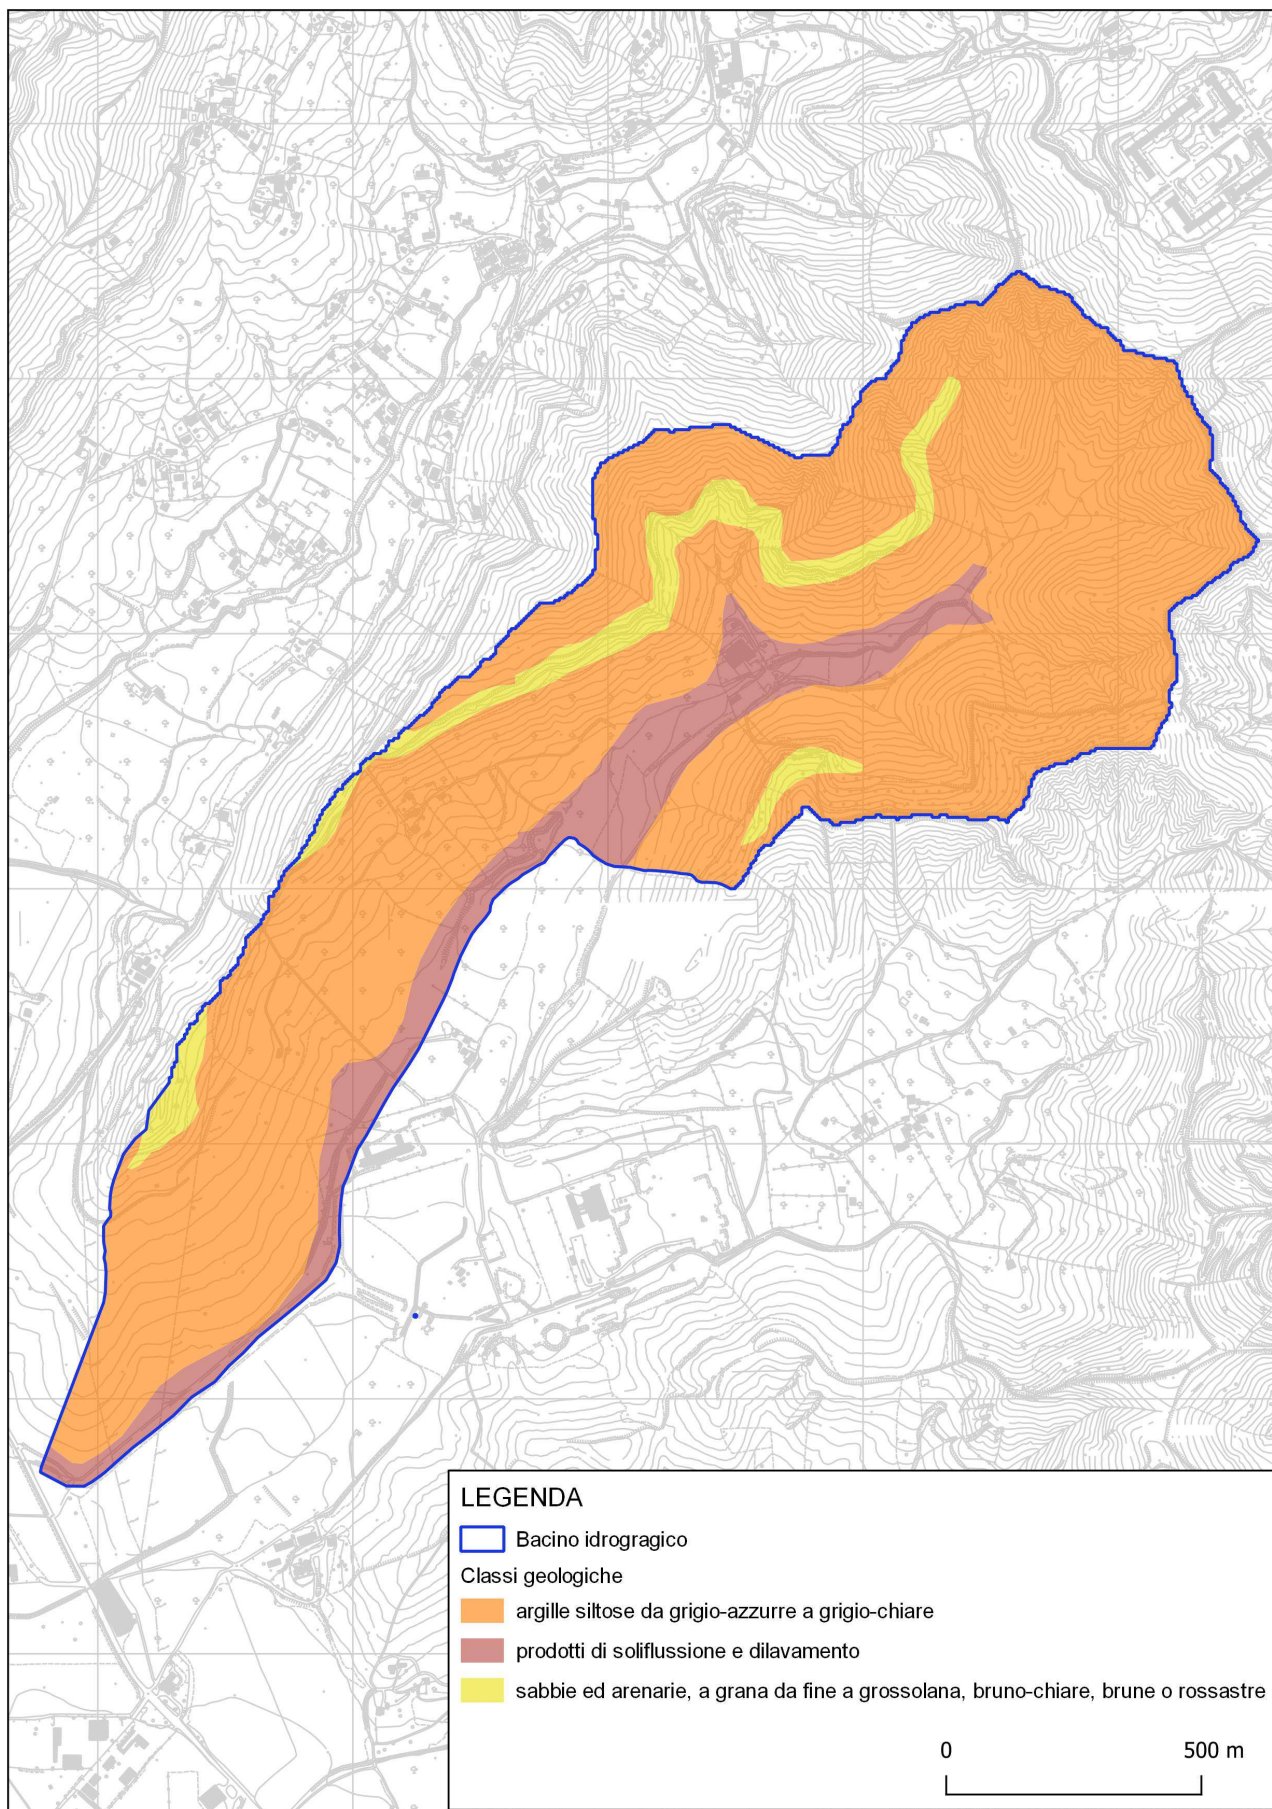 LEGENDA
Bacino idrogragico
Classi geologiche
argille siltose da grigio-azzurre a grigio-chiare
prodotti di soliflussione e dilavamento
sabbie ed arenarie, a grana da fine a grossolana, bruno-chiare, brune o rossastre
0 500 m